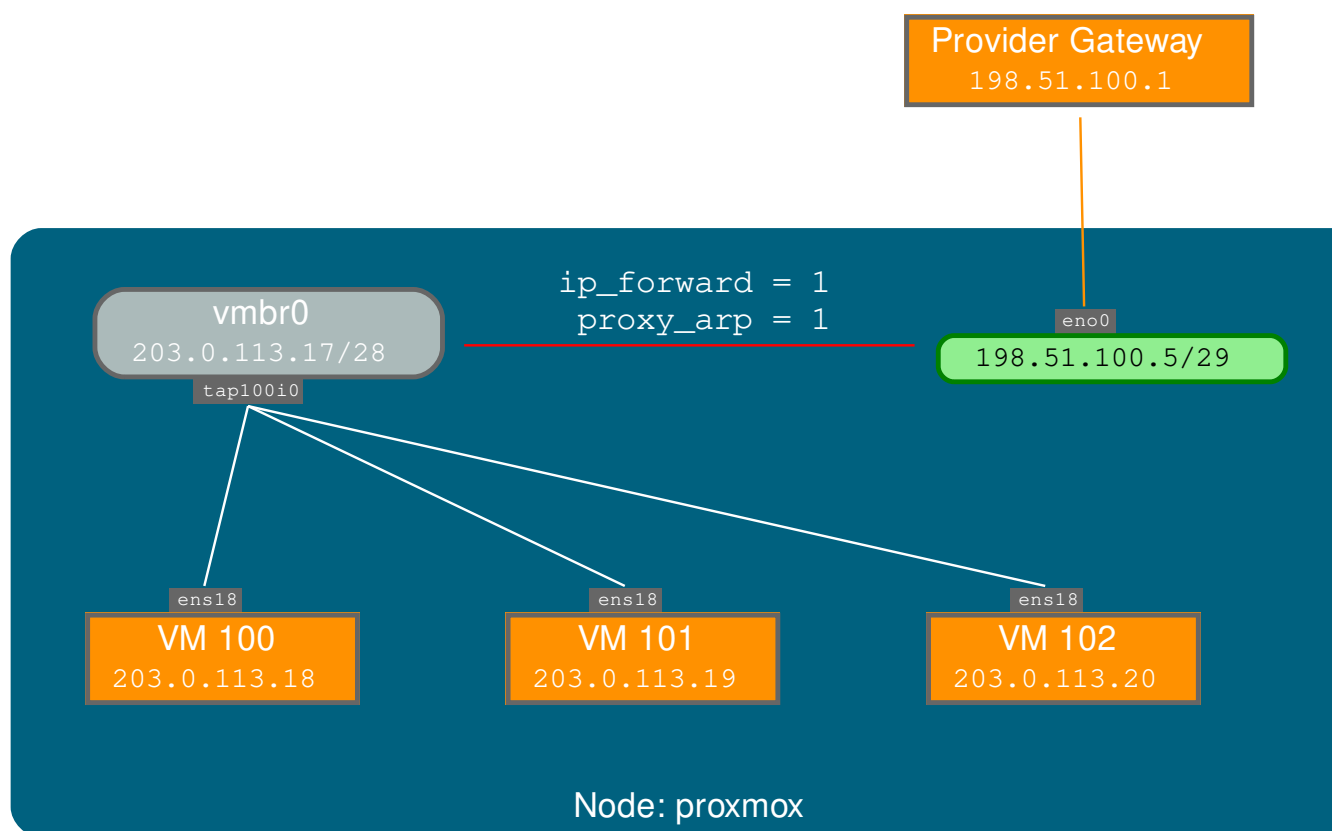 Provider Gateway
198.51.100.1
ip_forward = 1
proxy_arp = 1
vmbr0
203.0.113.17/28
tap100i0
eno0
198.51.100.5/29
ens18
VM 100
203.0.113.18
ens18
VM 101
203.0.113.19
ens18
VM 102
203.0.113.20
Node: proxmox